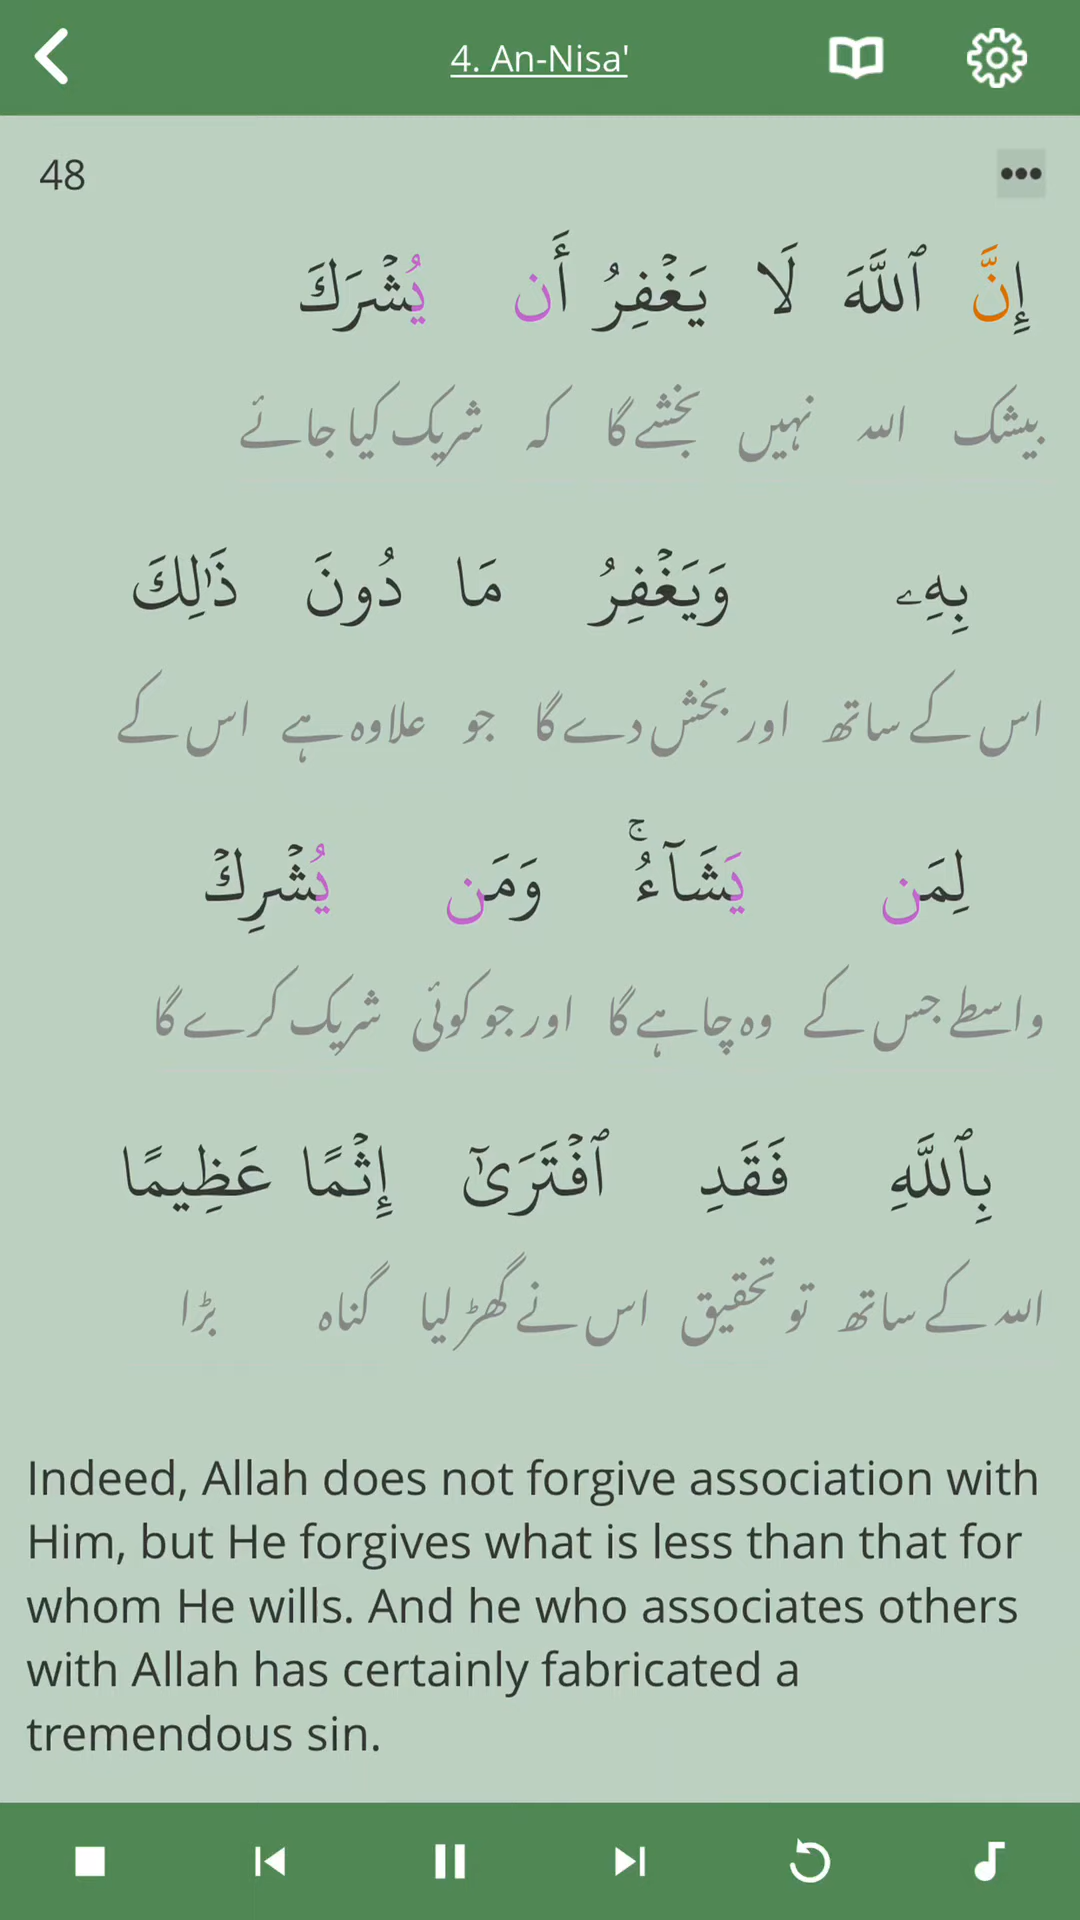 4. An-Nisa'
48
إِنَّ ٱللَّهَ لَا يَغْفِرُ أَن يُشْرَكَ
بیشک اللہ نہیں بخشے گا کہ شریک کیا جائے
بِهِۦ وَيَغْفِرُ مَا دُونَ ذَٰلِكَ
اس کے ساتھ اور بخش دے گا جو علاوہ ہے اس کے
لِمَن يَشَآءُ ۚ وَمَن يُشْرِكْ
واسطے جس کے وہ چاہے گا اور جو کوئی شریک کرے گا
بِٱللَّهِ فَقَدِ ٱفْتَرَىٰٓ إِثْمًا عَظِيمًا
اللہ کے ساتھ تو تحقیق اس نے گھڑ لیا گناہ بڑا
Indeed, Allah does not forgive association with
Him, but He forgives what is less than that for
whom He wills. And he who associates others
with Allah has certainly fabricated a
tremendous sin.